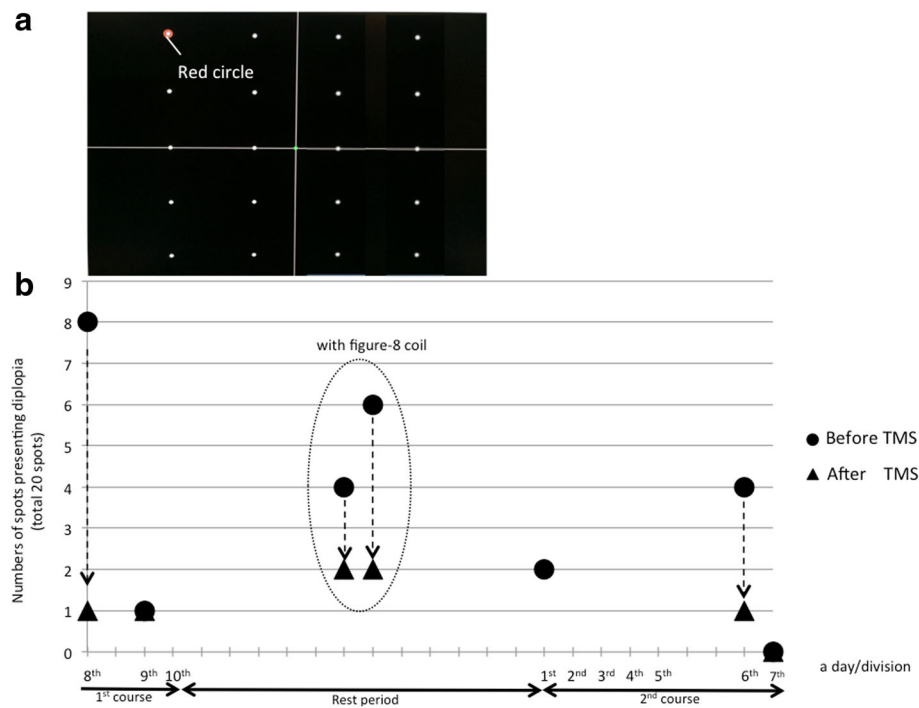 a
Red circle
b
Numbers of spots presenting diplopia
(total 20 spots)
9
8
7
6
5
4
3
2
1
0
with figure-8 coil
Before TMS
After TMS
8th 9th 10th 1st 2nd 3rd 4th 5th 6th 7th
a day/division
1st course Rest period 2nd course